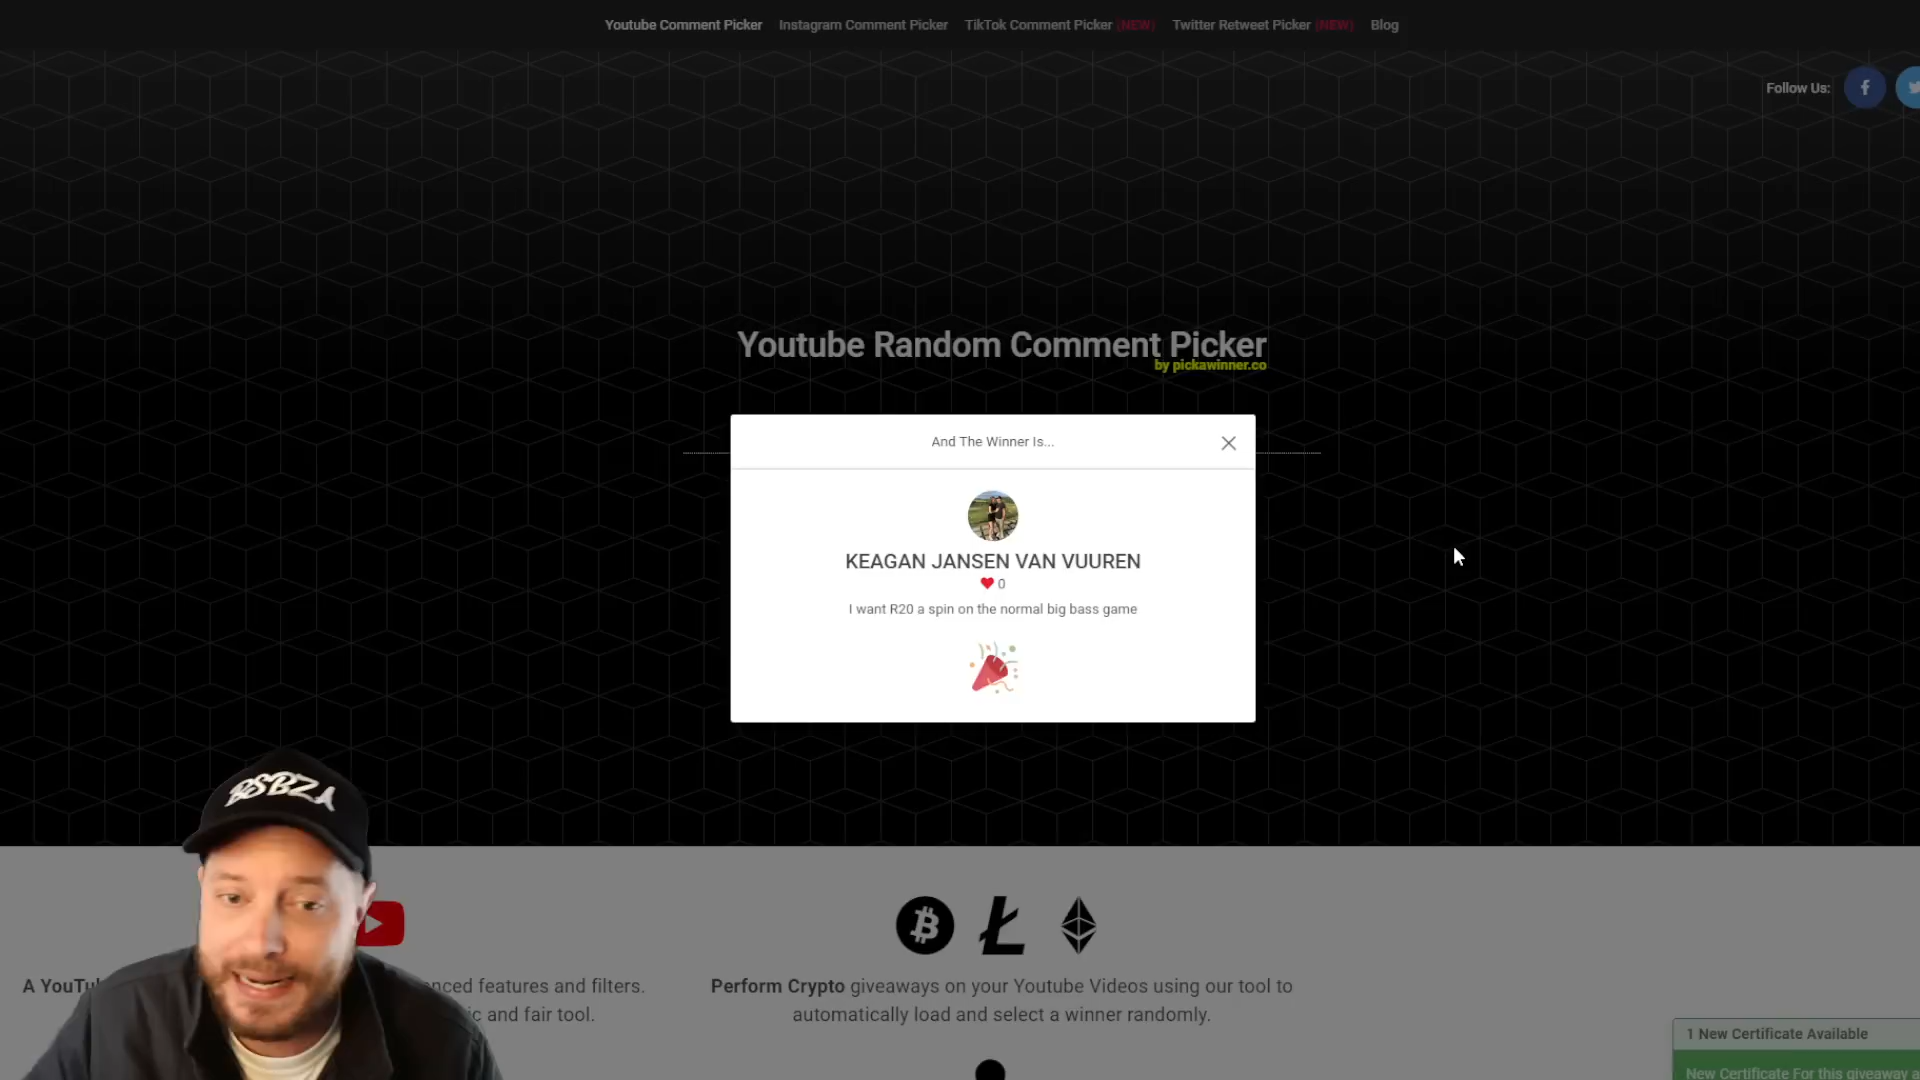 Youtube Comment Picker Instagram Comment Picker TikTok Comment Picker (NEW) Twitter Retweet Picker (NEW) Blog
Follow Us:
Youtube Random Comment Picker
by pickawinner.co
And The Winner Is...
KEAGAN JANSEN VAN VUUREN
0
I want R20 a spin on the normal big bass game
BSBZA
A YouTu
nced features and filters.
ic and fair tool.
Perform Crypto giveaways on your Youtube Videos using our tool to
automatically load and select a winner randomly.
1 New Certificate Available
New Certificate For this giveaway a